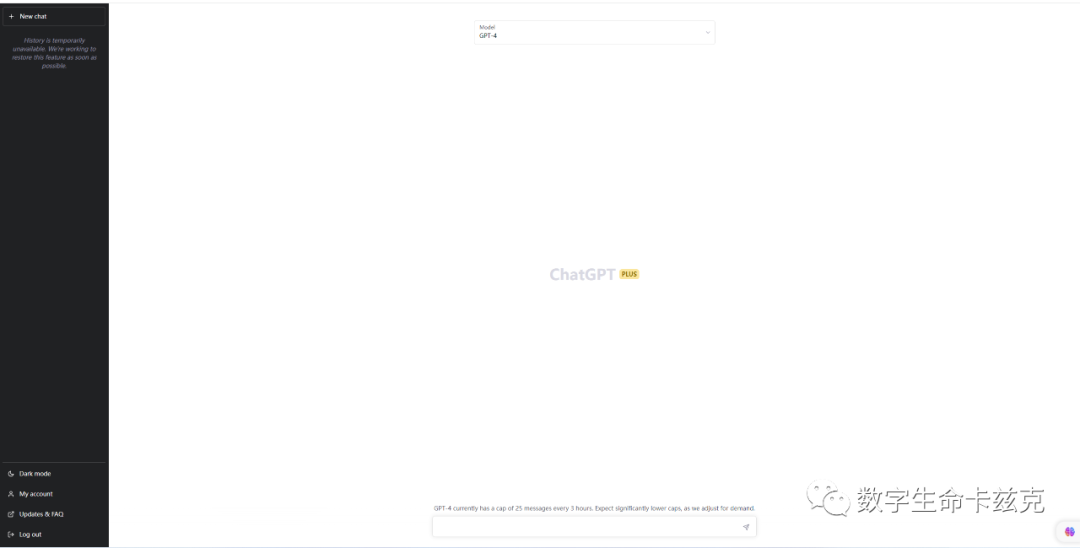 New chat
History is temporarily
unavailable. We're working to
restore this feature as soon as
possible.
Model
GPT-4
ChatGPT PLUS
GPT-4 currently has a cap of 25 messages every 3 hours. Expect significantly lower caps, as we adjust for demand.
Dark mode
My account
Updates & FAQ
Log out
数字生命卡兹克